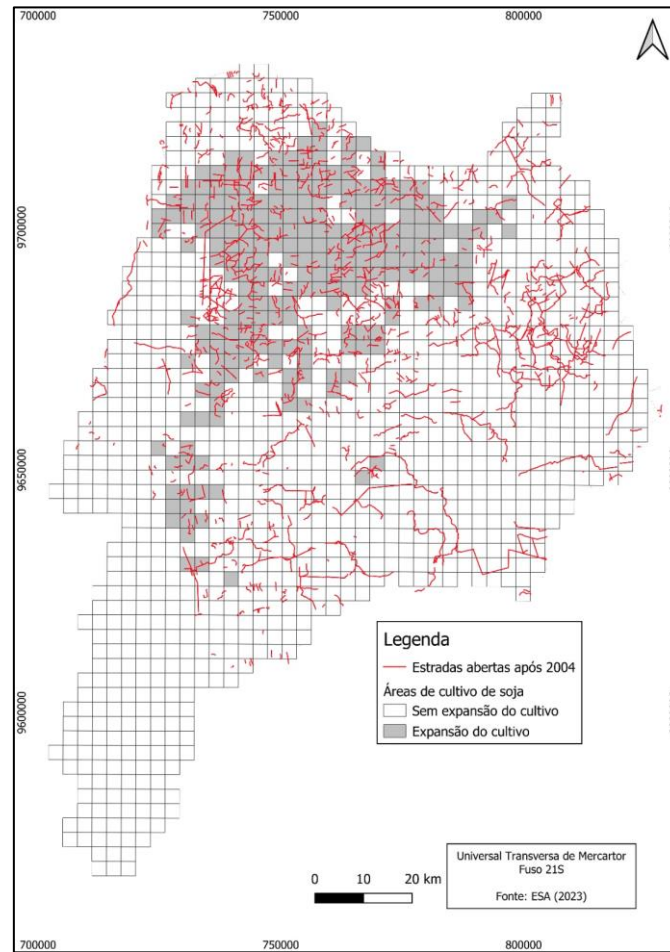 700000 750000 800000
9700000
9650000
9600000
Legenda
Estradas abertas após 2004
Áreas de cultivo de soja
Sem expansão do cultivo
Expansão do cultivo
0 10 20 km
Universal Transversa de Mercartor
Fuso 21S
Fonte: ESA (2023)
700000 750000 800000